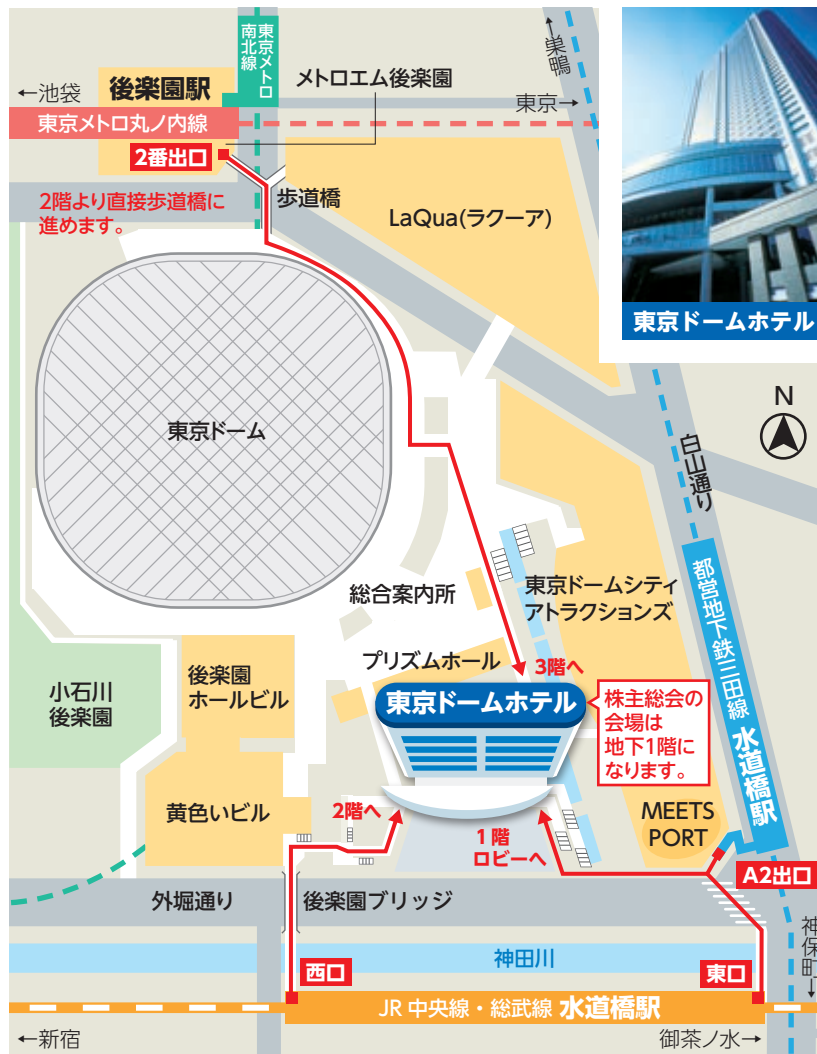 東京メトロ
南北線
←池袋
後楽園駅
メトロエム後楽園
巣鴨
東京→
東京メトロ丸ノ内線
2番出口
2階より直接歩道橋に
進めます。
歩道橋
LaQua(ラクーア)
東京ドームホテル
N
東京ドーム
白山通り
総合案内所
東京ドームシティ
アトラクションズ
都営地下鉄三田線 水道橋駅
プリズムホール
3階へ
小石川
後楽園
後楽園
ホールビル
東京ドームホテル
株主総会の
会場は
地下1階に
なります。
黄色いビル
2階へ
1階
ロビーへ
MEETS
PORT
A2出口
外堀通り
後楽園ブリッジ
神保町
→
神田川
西口
東口
JR 中央線・総武線 水道橋駅
←新宿
御茶ノ水→